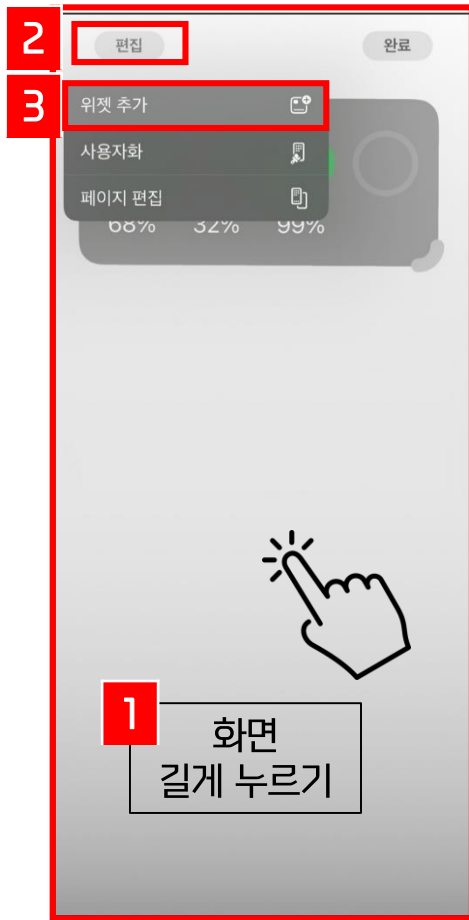 2
편집
완료
3
위젯 추가
사용자화
페이지 편집
68% 32% 99%
1
화면
길게 누르기